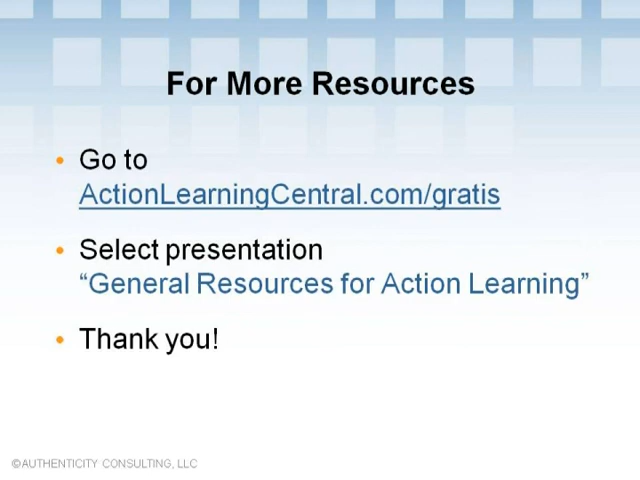 For More Resources
• Go to
ActionLearningCentral.com/gratis
• Select presentation
“General Resources for Action Learning”
• Thank you!
©AUTHENTICITY CONSULTING, LLC